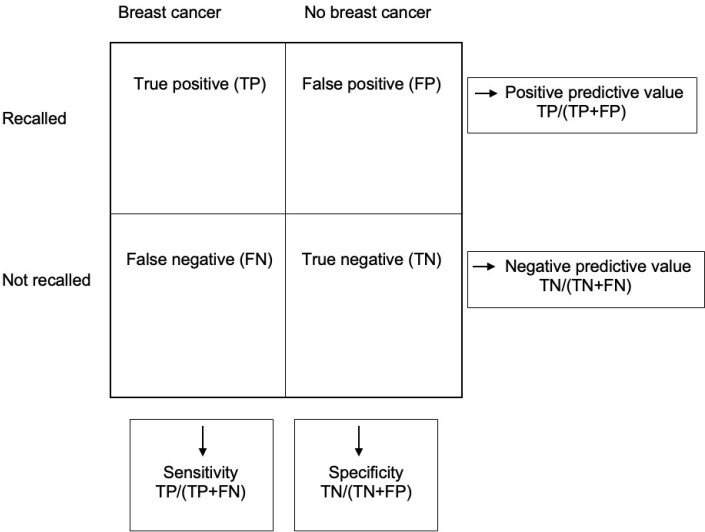 Breast cancer
No breast cancer
True positive (TP)
False positive (FP)
Recalled
Positive predictive value
TP/(TP+FP)
False negative (FN)
True negative (TN)
Not recalled
Negative predictive value
TN/(TN+FN)
Sensitivity
TP/(TP+FN)
Specificity
TN/(TN+FP)